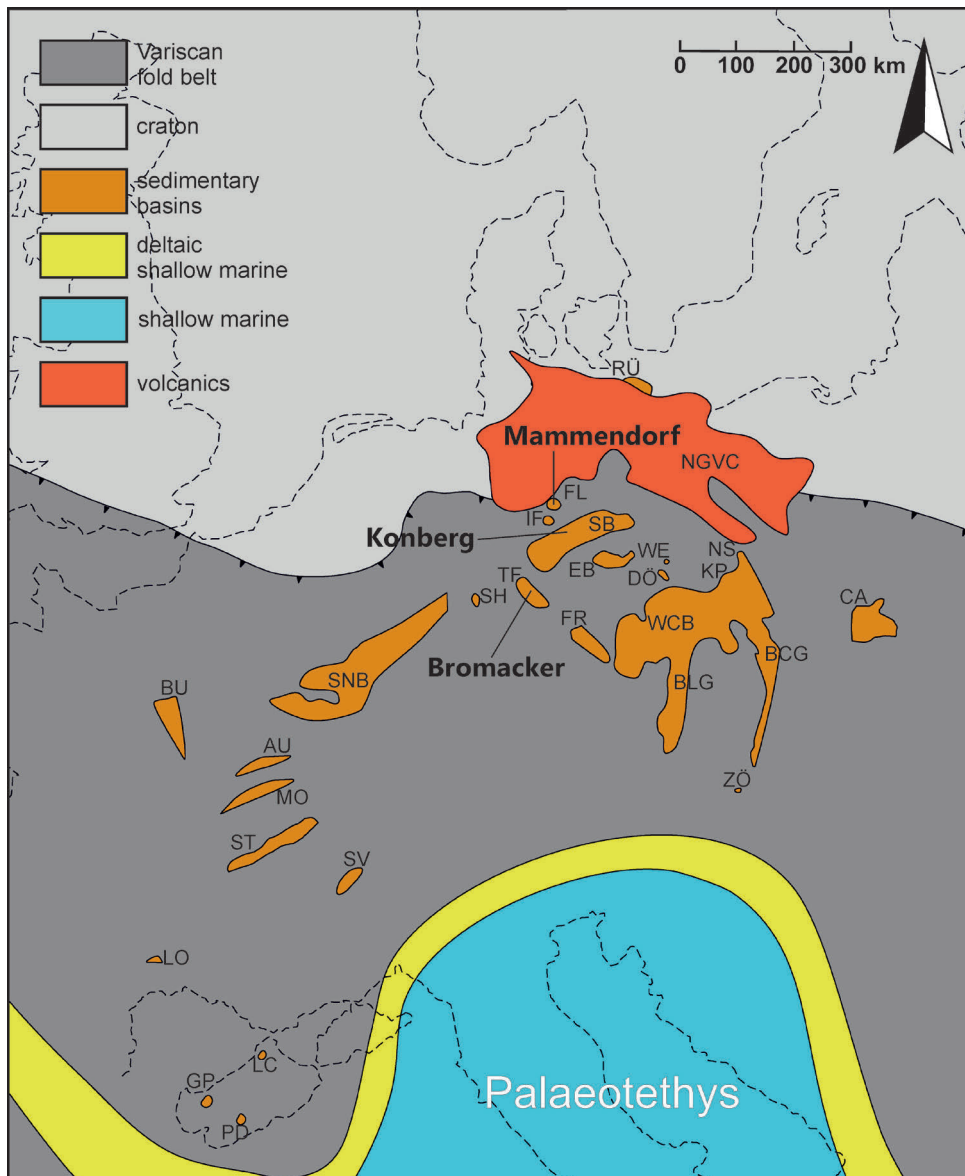 Variscan
fold belt
craton
sedimentary
basins
deltaic
shallow marine
shallow marine
volcanics
0 100 200 300 km
RÜ
Mammendorf
NGVC
FL
IF
SB
Konberg
WE
NS
EB
DÖ
KP
TF
SH
CA
FR
WCB
Bromacker
BCG
SNB
BLG
BU
AU
ZÖ
MO
ST
SV
LO
LC
GP
PD
Palaeotethys